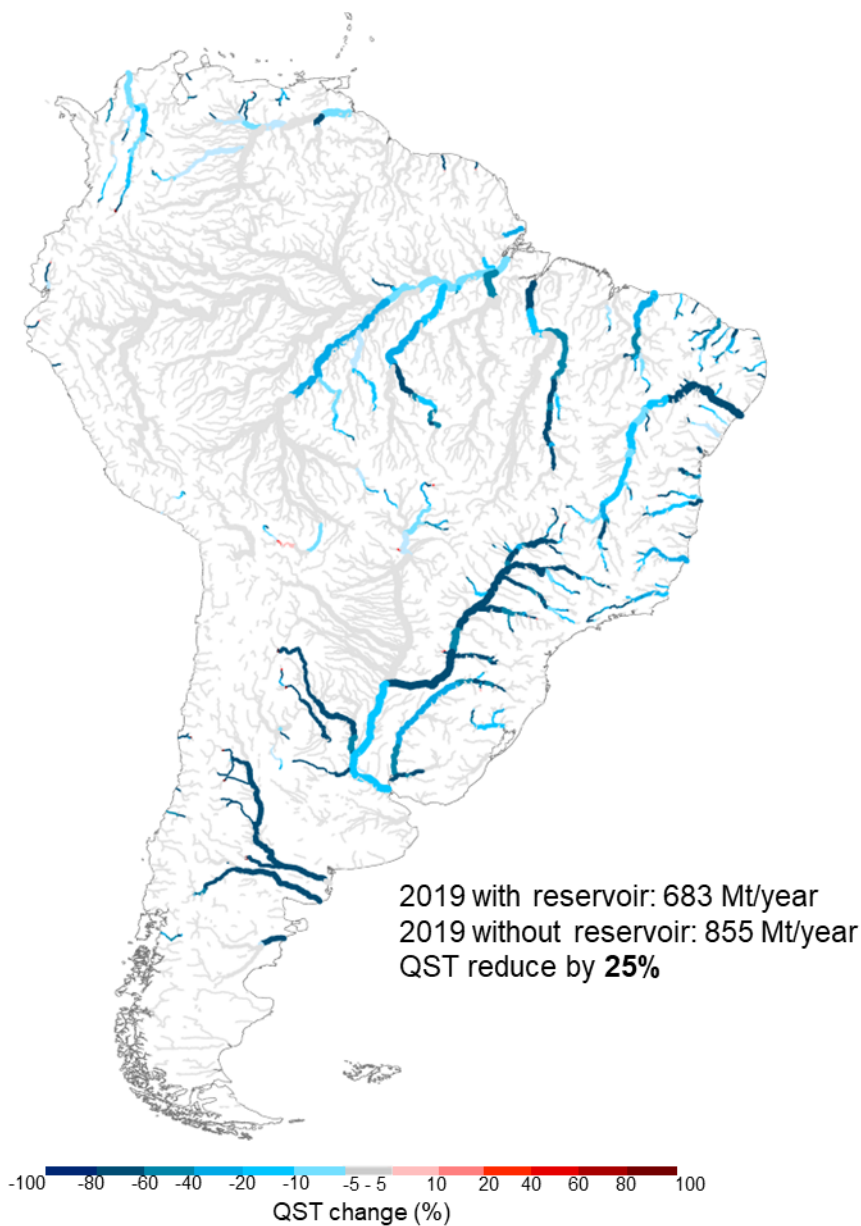 2019 with reservoir: 683 Mt/year
2019 without reservoir: 855 Mt/year
QST reduce by 25%
-100 -80 -60 -40 -20 -10 -5 - 5 10 20 40 60 80 100
QST change (%)